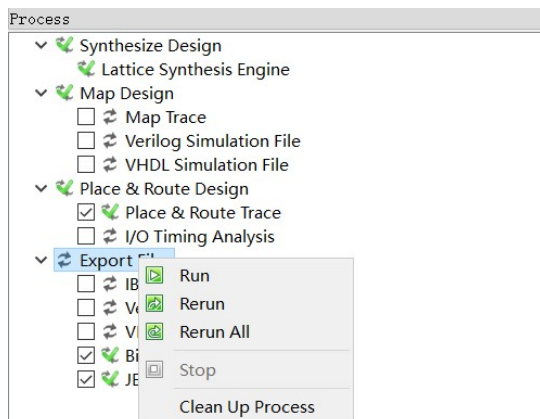 Process
Synthesize Design
Lattice Synthesis Engine
Map Design
Map Trace
Verilog Simulation File
VHDL Simulation File
Place & Route Design
Place & Route Trace
I/O Timing Analysis
Export
Run
Rerun
Rerun All
Stop
Clean Up Process